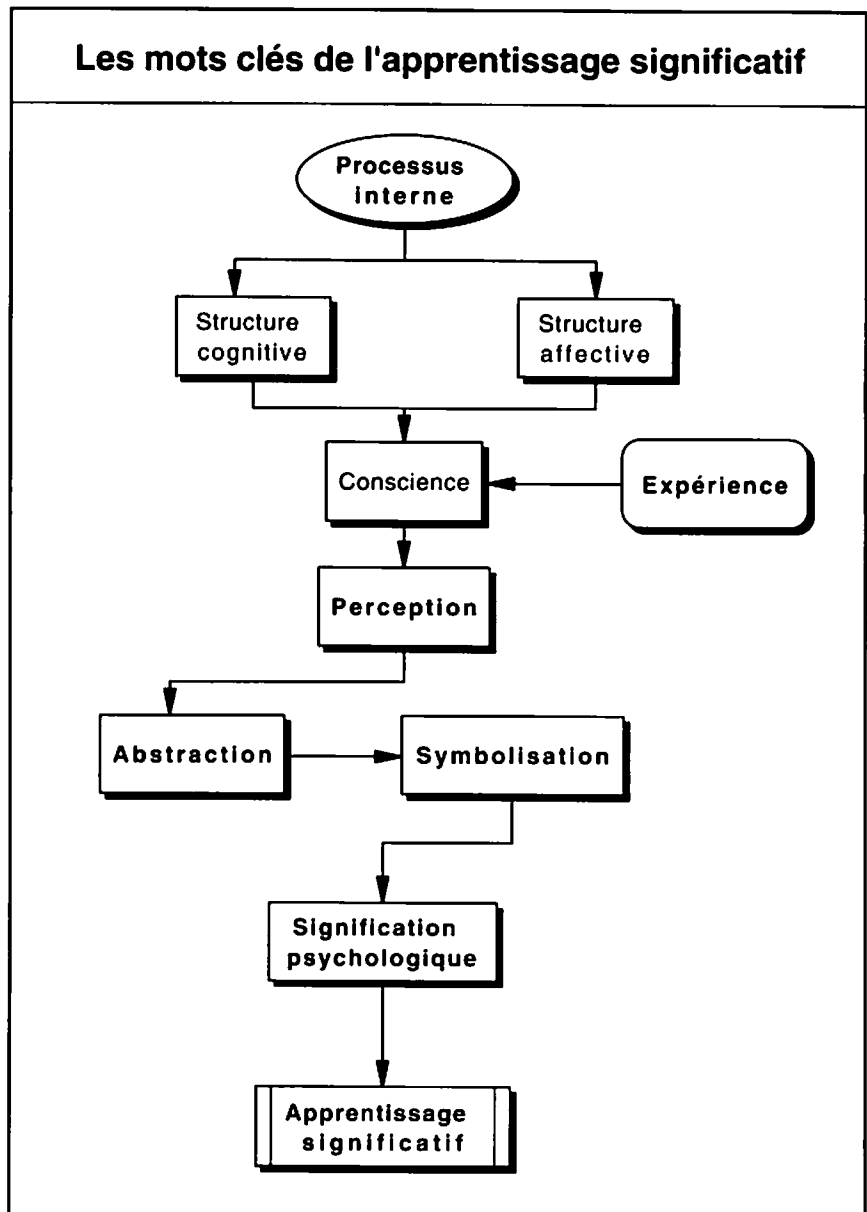 Les mots clés de l'apprentissage significatif
Processus
interne
Structure
cognitive
Structure
affective
Conscience
Expérience
Perception
Abstraction
Symbolisation
Signification
psychologique
Apprentissage
significatif